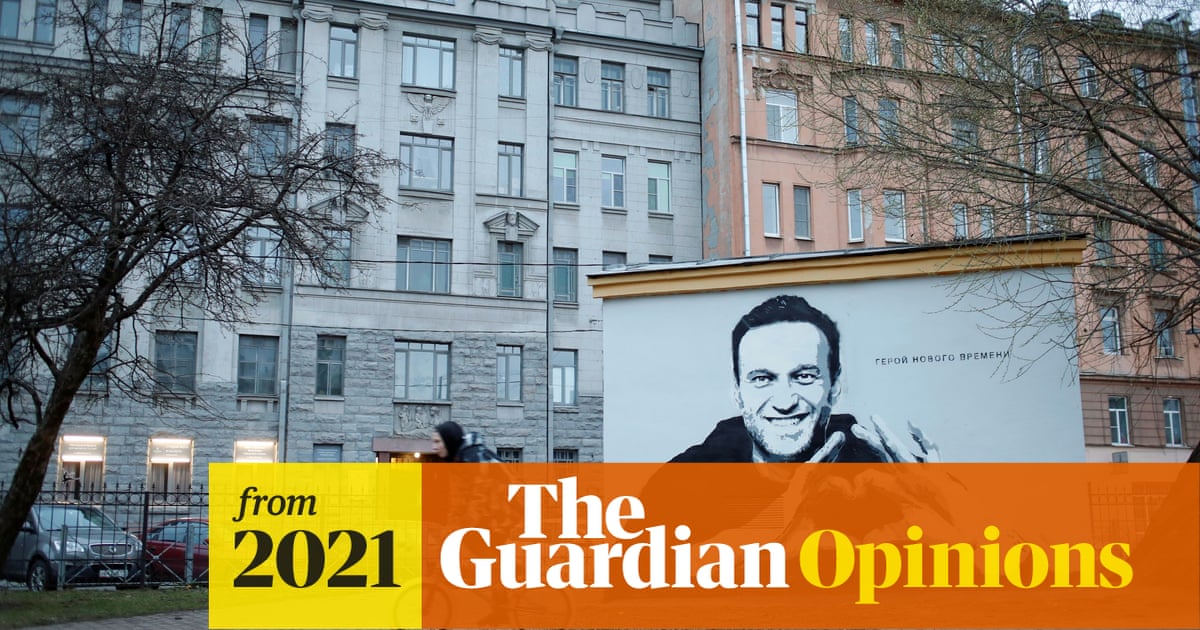 ГЕРОЙ НОВОГО ВРЕМЕНИ
from
2021
The
Guardian Opinions